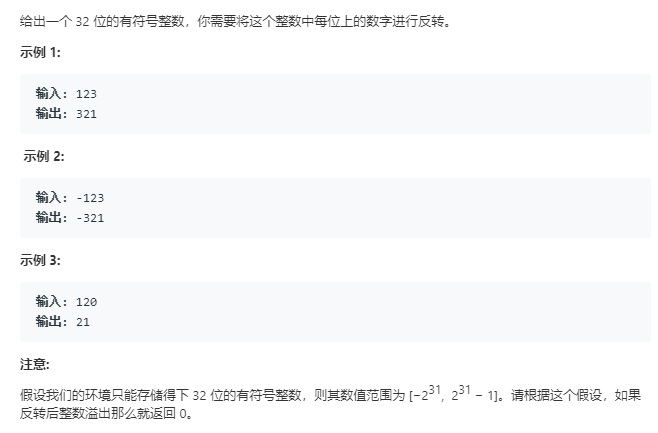 给出一个 32 位的有符号整数，你需要将这个整数中每位上的数字进行反转。
示例 1:
输入: 123
输出: 321
示例 2:
输入: -123
输出: -321
示例 3:
输入: 120
输出: 21
注意:
假设我们的环境只能存储得下 32 位的有符号整数，则其数值范围为 [−2³¹, 2³¹ − 1]。请根据这个假设，如果
反转后整数溢出那么就返回 0。